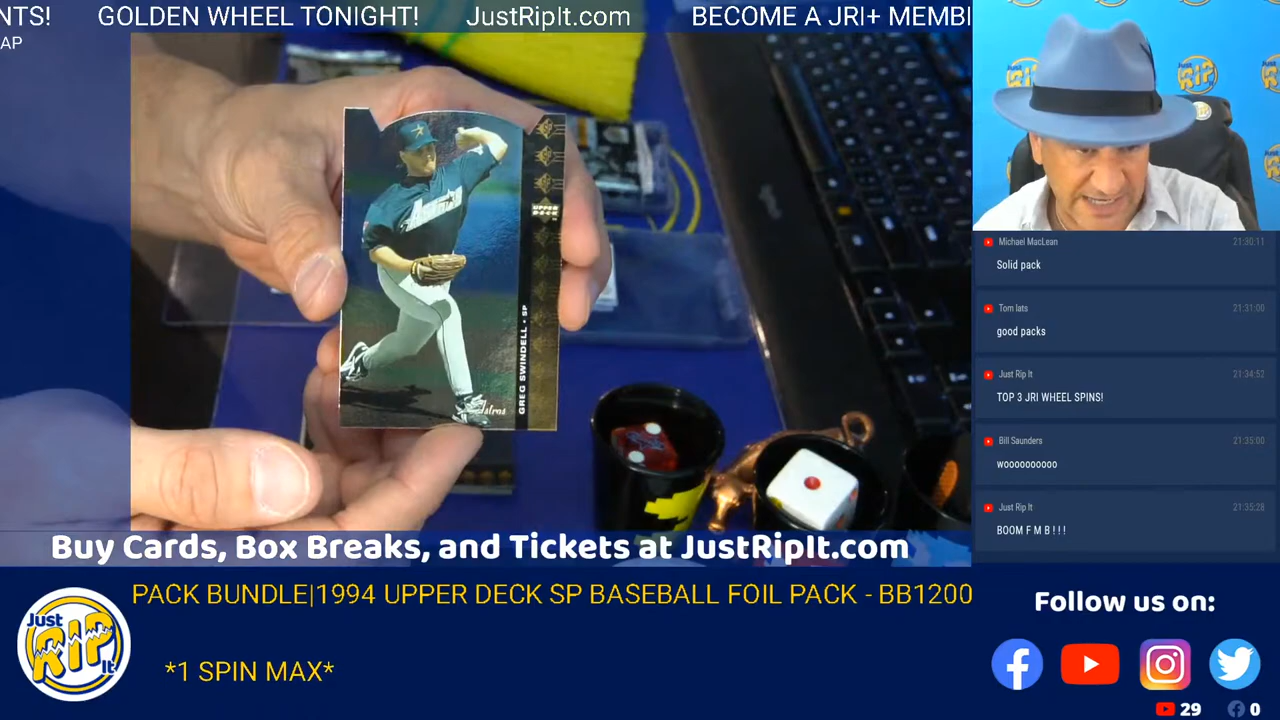 NTS! GOLDEN WHEEL TONIGHT! JustRipIt.com BECOME A JRI+ MEMBI
AP
ASTROS
UPPER
DECK
GREG SWINDELL • SP
Astros
Michael MacLean 21:30:11
Solid pack
Tom Iats 21:31:00
good packs
Just Rip It 21:34:52
TOP 3 JRI WHEEL SPINS!
Bill Saunders 21:35:00
woooooooooo
Just Rip It 21:35:28
BOOM F M B ! ! !
Buy Cards, Box Breaks, and Tickets at JustRipIt.com
Just
RIP
It
PACK BUNDLE|1994 UPPER DECK SP BASEBALL FOIL PACK - BB1200
*1 SPIN MAX*
Follow us on:
29 0